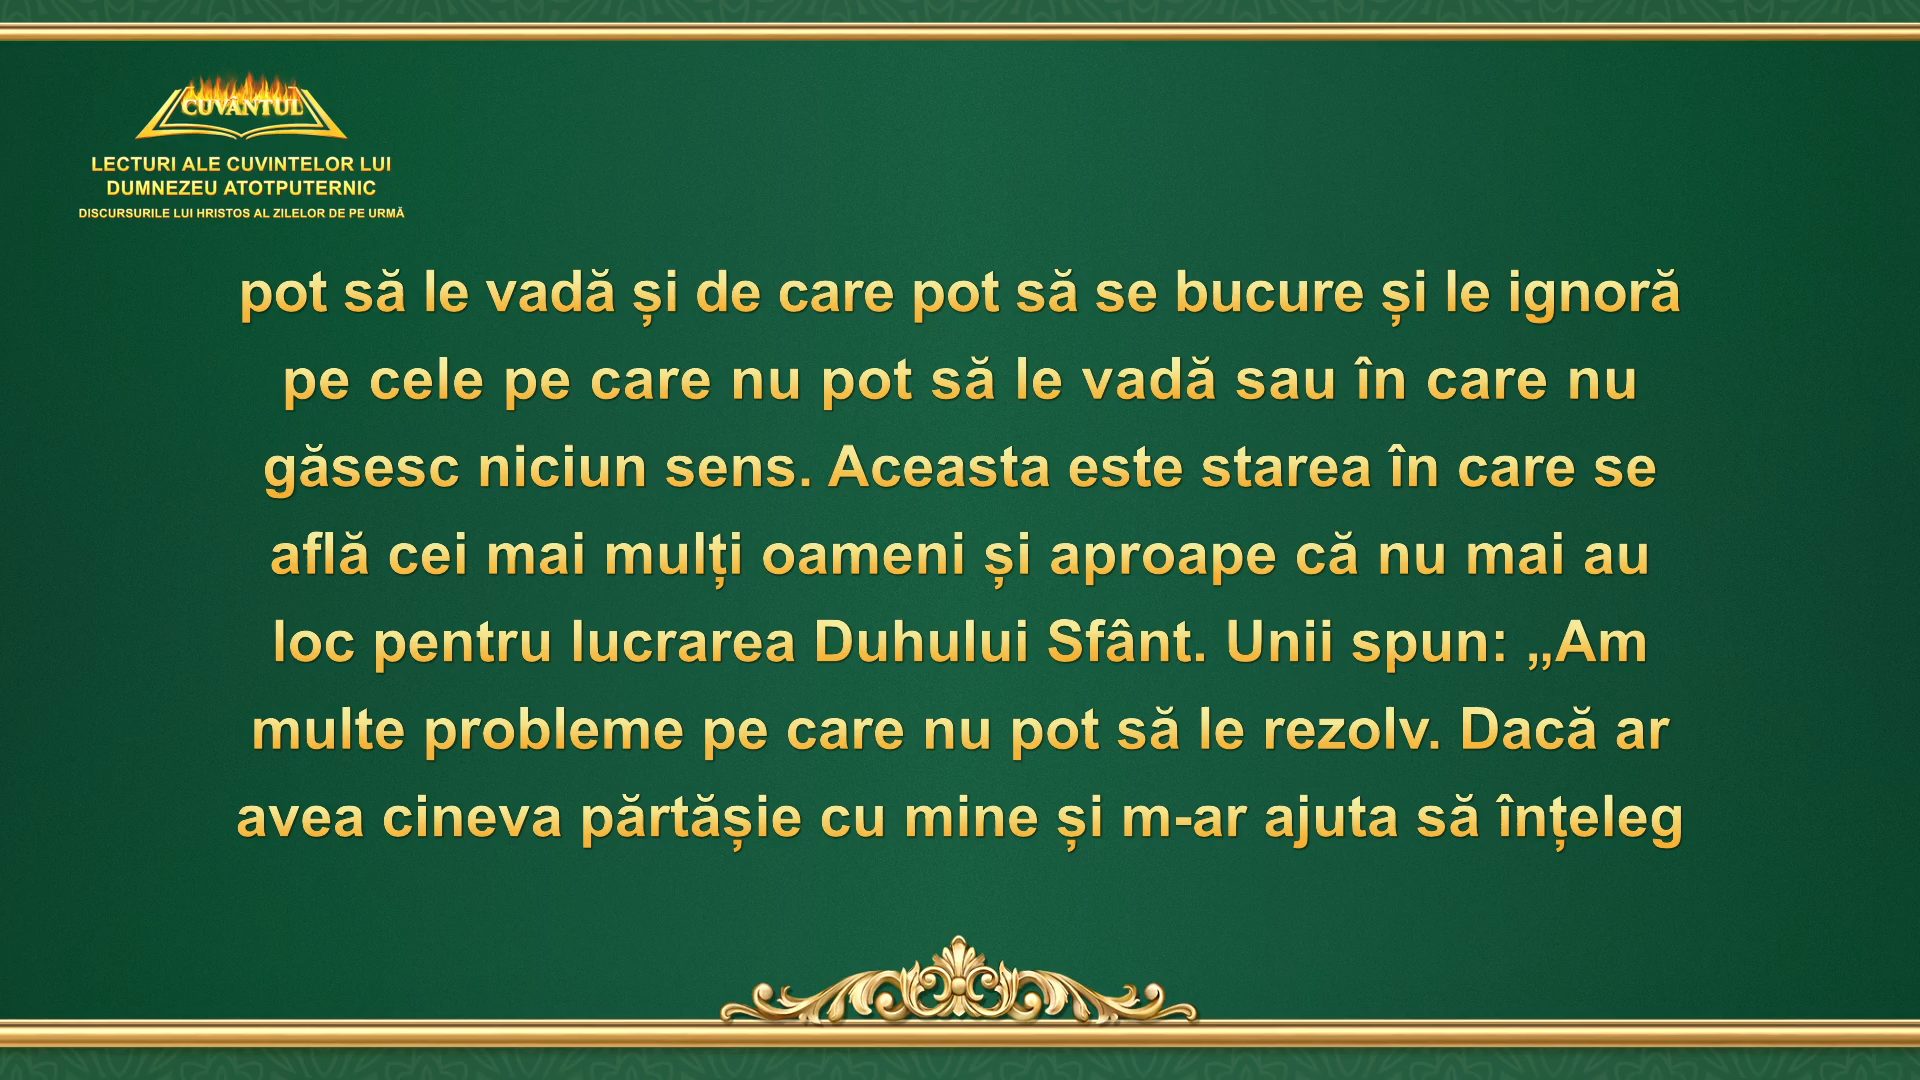 CUVÂNTUL
LECTURI ALE CUVINTELOR LUI
DUMNEZEU ATOTPUTERNIC
DISCURSURILE LUI HRISTOS AL ZILELOR DE PE URMĂ
pot să le vadă și de care pot să se bucure și le ignoră
pe cele pe care nu pot să le vadă sau în care nu
găsesc niciun sens. Aceasta este starea în care se
află cei mai mulți oameni și aproape că nu mai au
loc pentru lucrarea Duhului Sfânt. Unii spun: „Am
multe probleme pe care nu pot să le rezolv. Dacă ar
avea cineva părtășie cu mine și m-ar ajuta să înțeleg